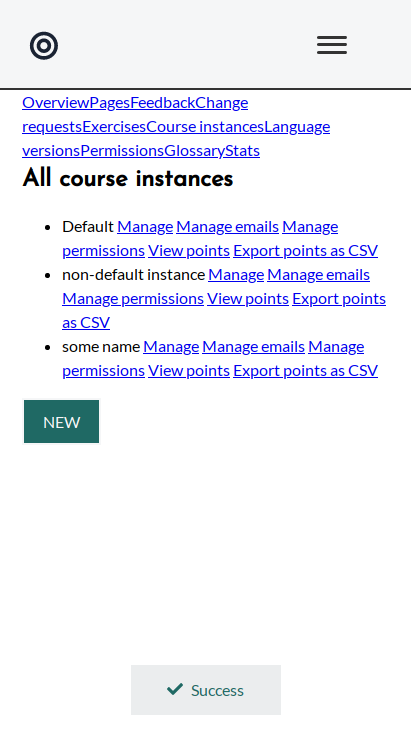 OverviewPagesFeedbackChange
requestsExercisesCourse instancesLanguage
versionsPermissionsGlossaryStats
All course instances
Default Manage Manage emails Manage
permissions View points Export points as CSV
non-default instance Manage Manage emails
Manage permissions View points Export points
as CSV
some name Manage Manage emails Manage
permissions View points Export points as CSV
NEW
Success